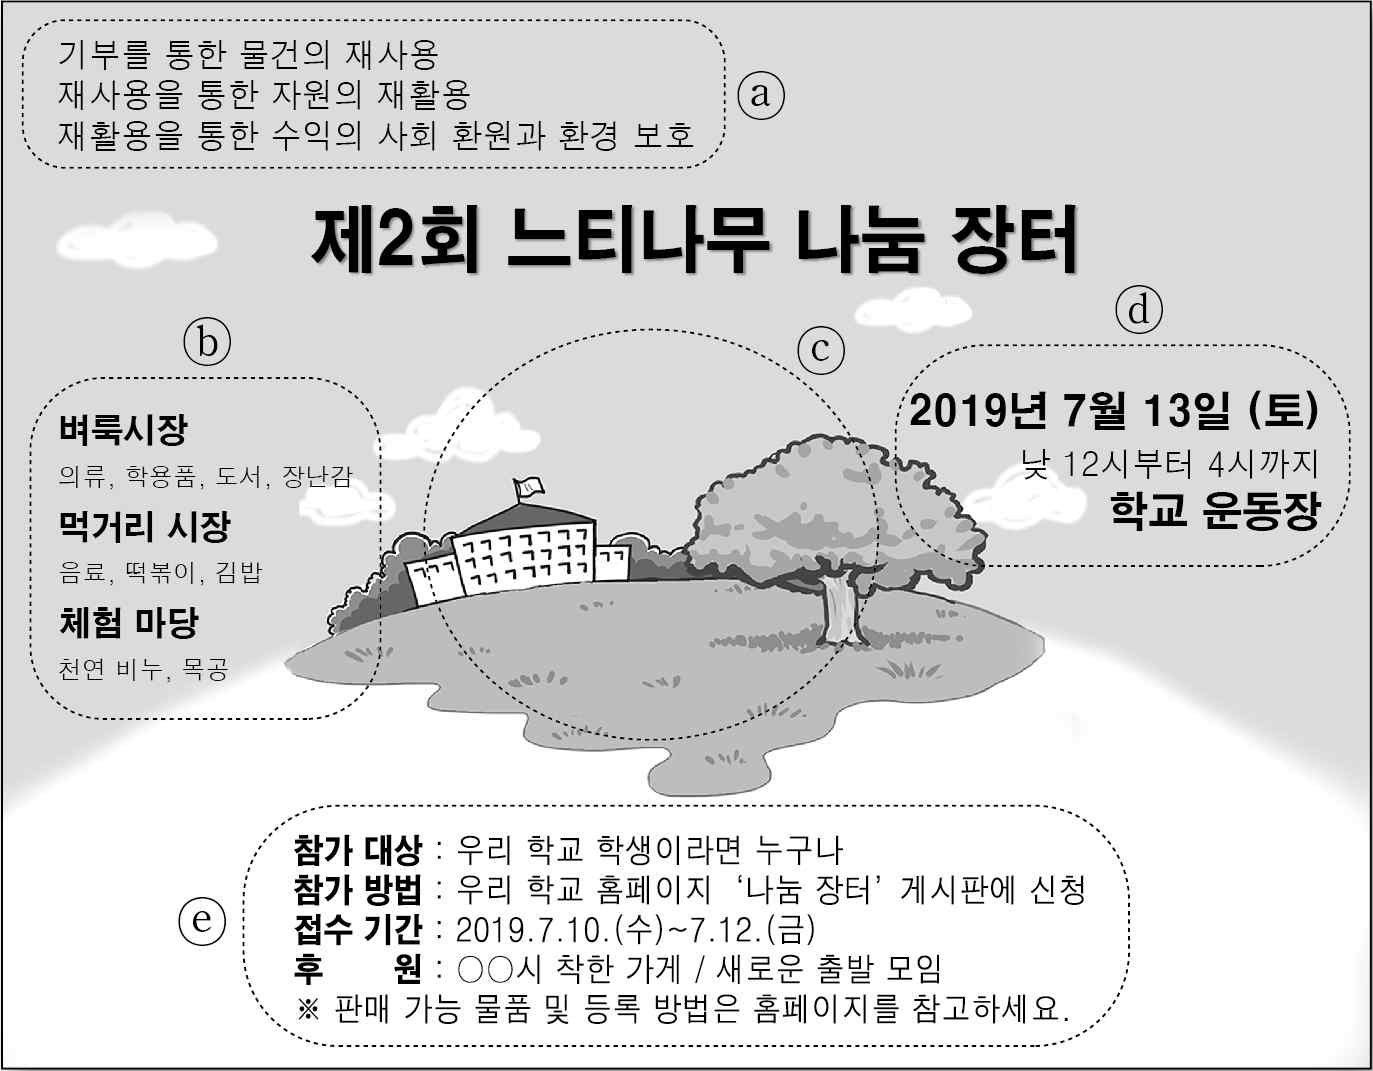 기부를 통한 물건의 재사용
재사용을 통한 자원의 재활용
재활용을 통한 수익의 사회 환원과 환경 보호
ⓐ
제2회 느티나무 나눔 장터
ⓑ
벼룩시장
의류, 학용품, 도서, 장난감
먹거리 시장
음료, 떡볶이, 김밥
체험 마당
천연 비누, 목공
ⓒ
ⓓ
2019년 7월 13일 (토)
낮 12시부터 4시까지
학교 운동장
ⓔ
참가 대상 : 우리 학교 학생이라면 누구나
참가 방법 : 우리 학교 홈페이지 ‘나눔 장터’ 게시판에 신청
접수 기간 : 2019.7.10.(수)~7.12.(금)
후 원 : ○○시 착한 가게 / 새로운 출발 모임
※ 판매 가능 물품 및 등록 방법은 홈페이지를 참고하세요.